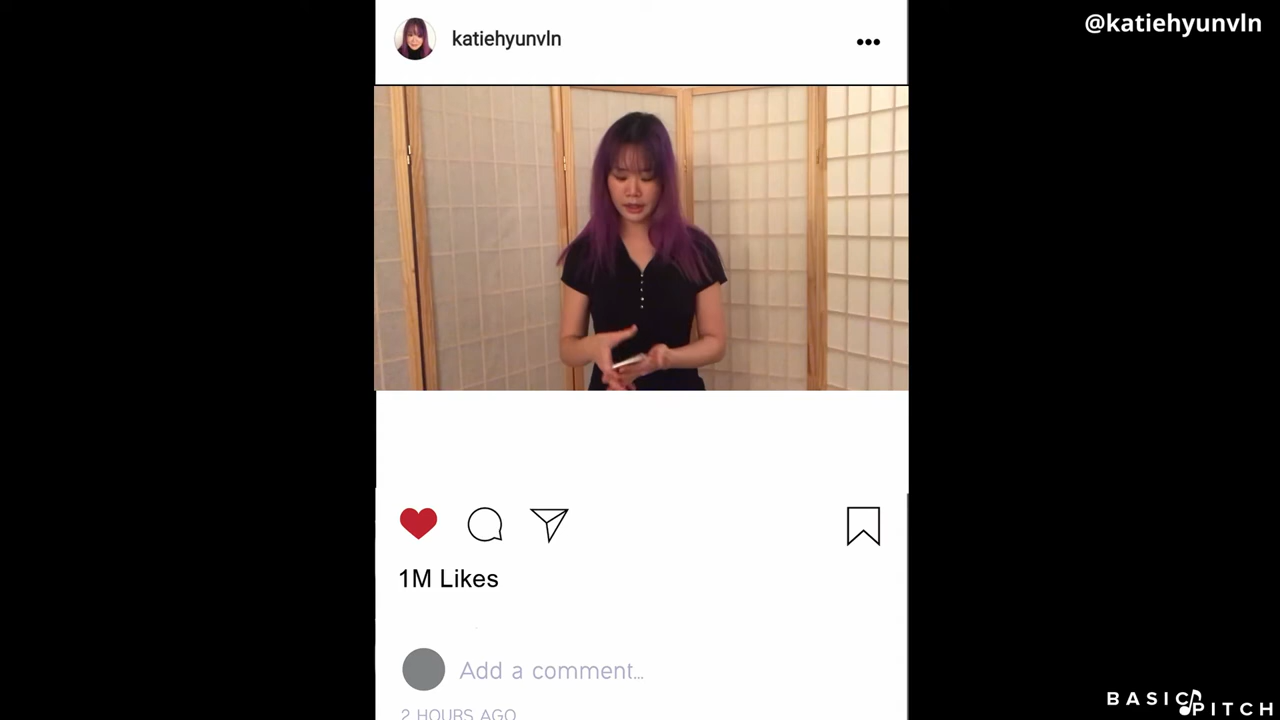 @katiehyunvln
katiehyunvln
1M Likes
Add a comment...
2 HOURS AGO
BASIC
PITCH